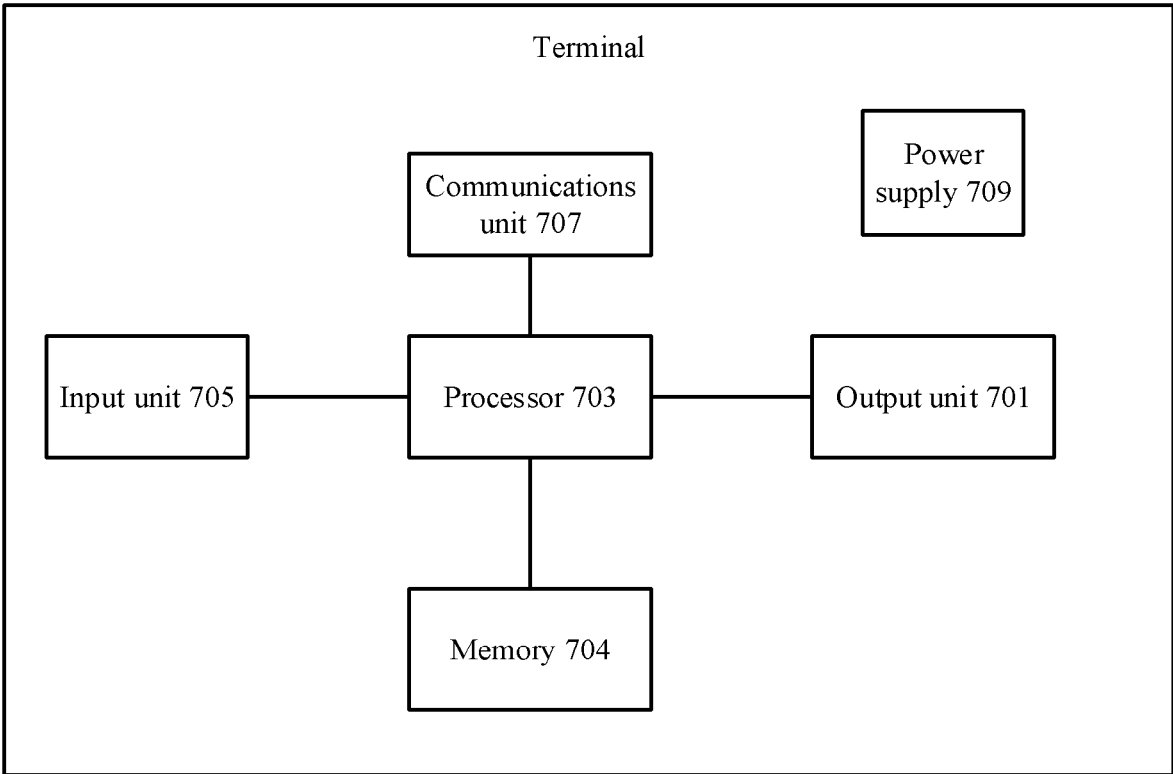 Terminal
Power
supply 709
Communications
unit 707
Input unit 705
Processor 703
Output unit 701
Memory 704